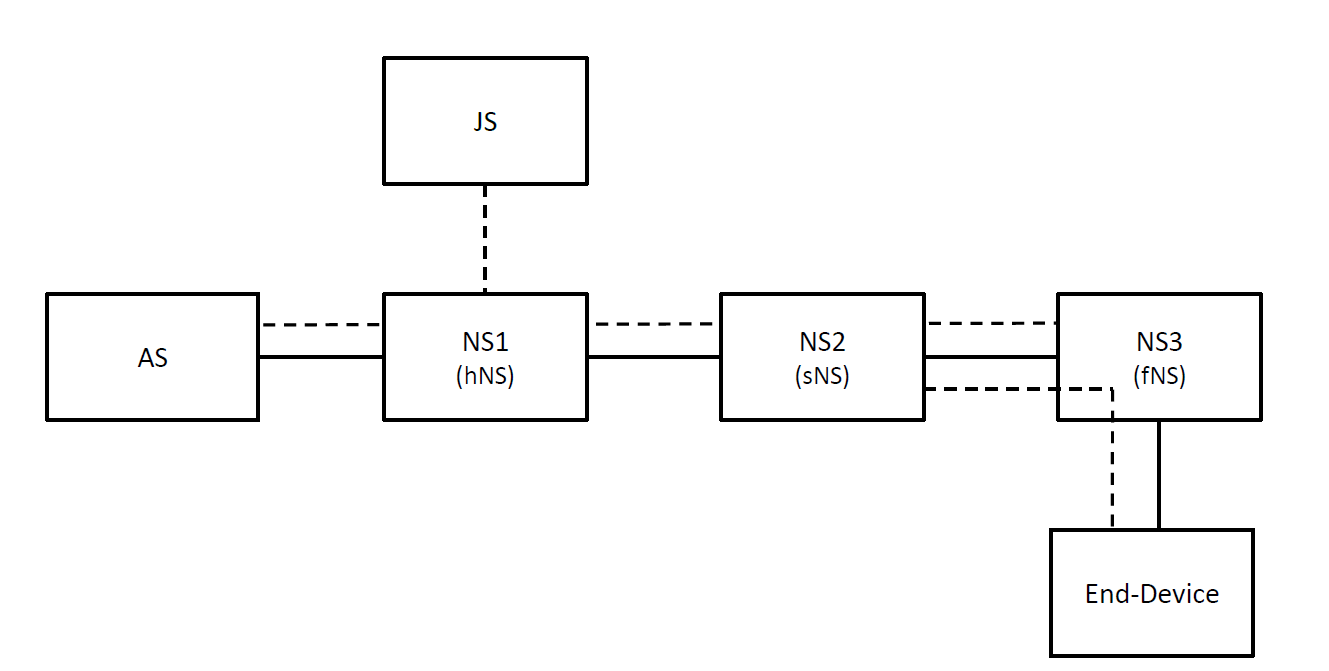 JS
AS
NS1
(hNS)
NS2
(sNS)
NS3
(fNS)
End-Device